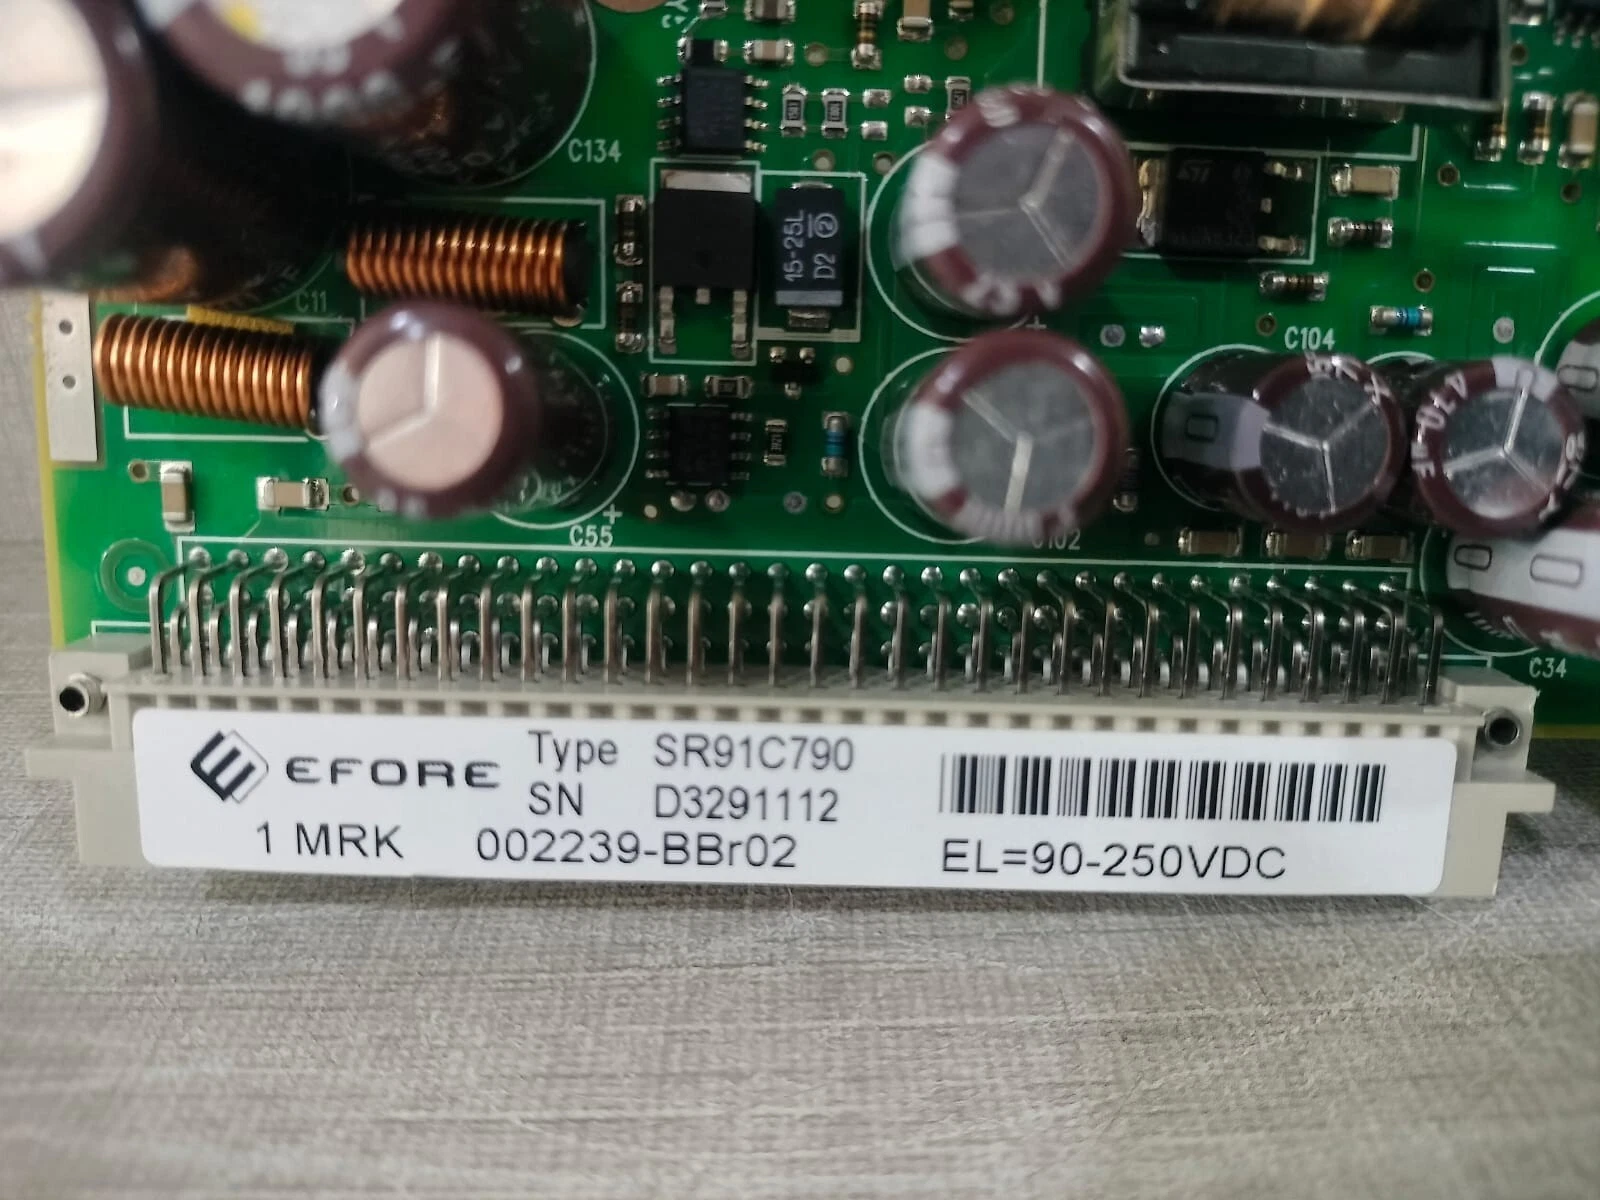 C134
C11
15-25L
D2 2
C104
C55
C102
C34
EFORE
Type SR91C790
SN D3291112
1 MRK 002239-BBr02
EL=90-250VDC